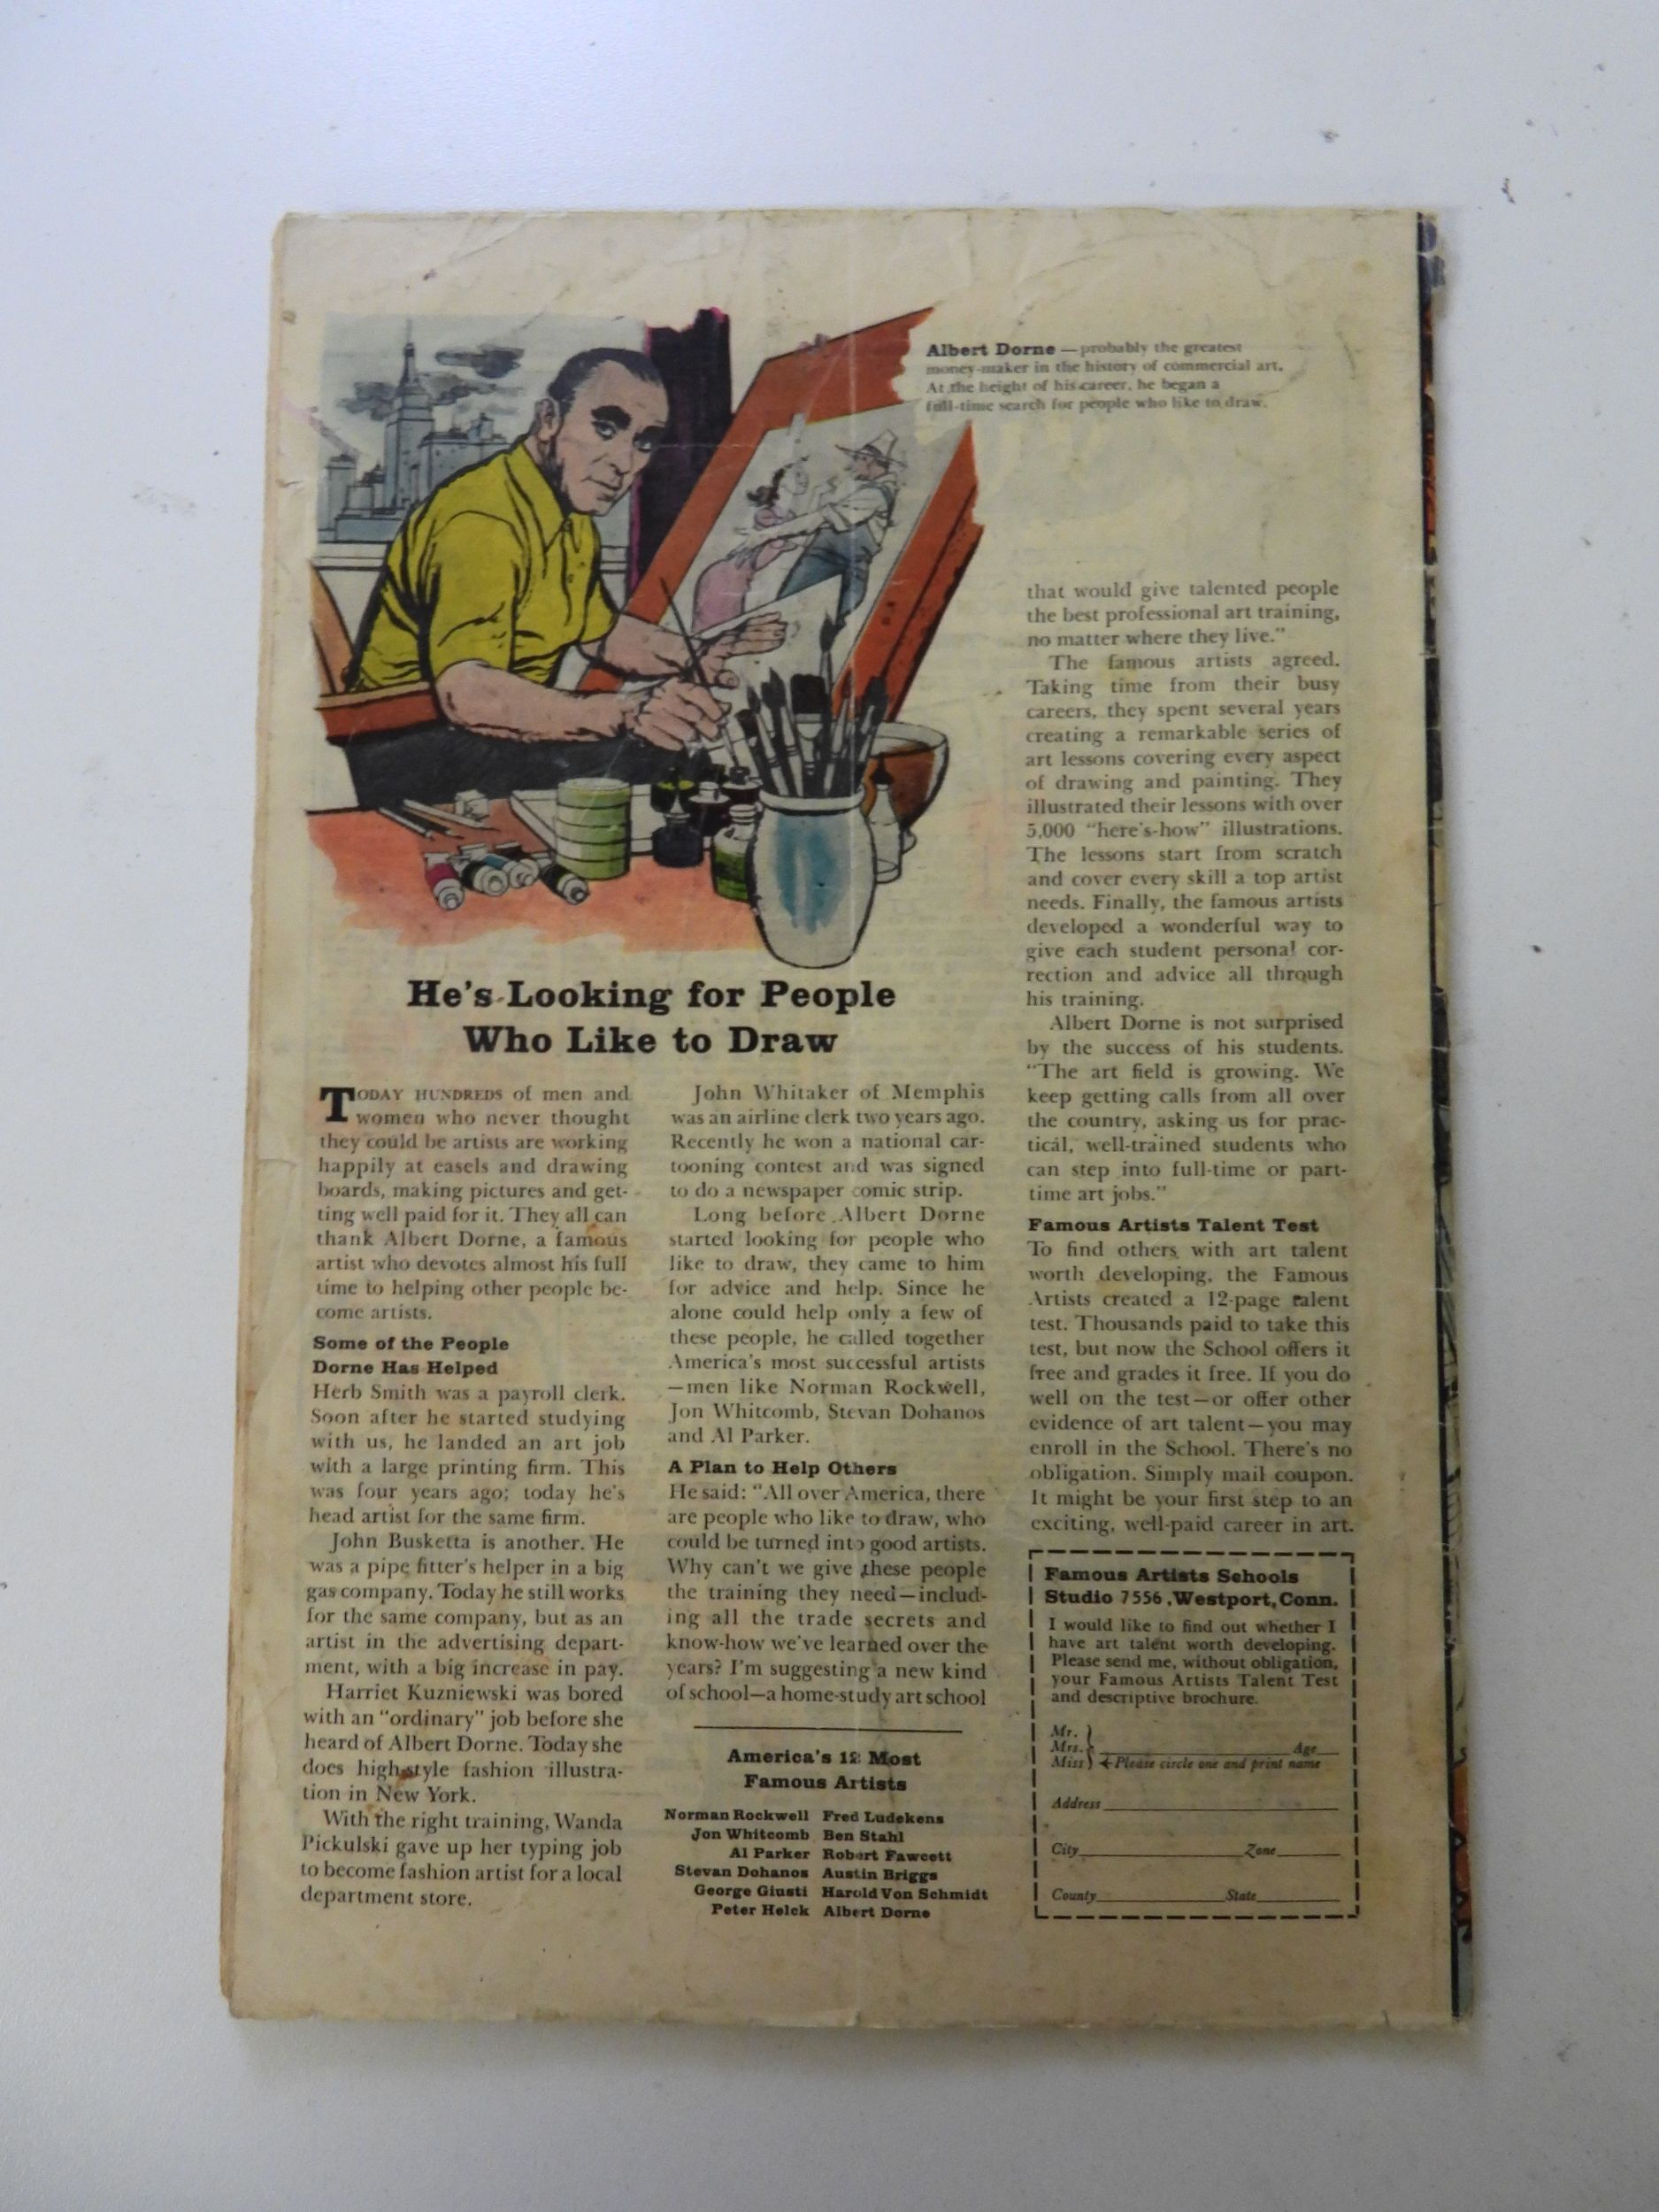 Albert Dorne — probably the greatest
money-maker in the history of commercial art.
At the height of his career, he began a
full-time search for people who like to draw.
He's Looking for People
Who Like to Draw
TODAY HUNDREDS of men and
women who never thought
they could be artists are working
happily at easels and drawing
boards, making pictures and get-
ting well paid for it. They all can
thank Albert Dorne, a famous
artist who devotes almost his full
time to helping other people be-
come artists.
Some of the People
Dorne Has Helped
Herb Smith was a payroll clerk.
Soon after he started studying
with us, he landed an art job
with a large printing firm. This
was four years ago; today he's
head artist for the same firm.
John Busketta is another. He
was a pipe fitter's helper in a big
gas company. Today he still works
for the same company, but as an
artist in the advertising depart-
ment, with a big increase in pay.
Harriet Kuzniewski was bored
with an "ordinary" job before she
heard of Albert Dorne. Today she
does high style fashion illustra-
tion in New York.
With the right training, Wanda
Pickulski gave up her typing job
to become fashion artist for a local
department store.
John Whitaker of Memphis
was an airline clerk two years ago.
Recently he won a national car-
tooning contest and was signed
to do a newspaper comic strip.
Long before Albert Dorne
started looking for people who
like to draw, they came to him
for advice and help. Since he
alone could help only a few of
these people, he called together
America's most successful artists
—men like Norman Rockwell,
Jon Whitcomb, Stevan Dohanos
and Al Parker.
A Plan to Help Others
He said: "All over America, there
are people who like to draw, who
could be turned into good artists.
Why can't we give these people
the training they need—includ-
ing all the trade secrets and
know-how we've learned over the
years? I'm suggesting a new kind
of school—a home-study art school
America's 12 Most
Famous Artists
Norman Rockwell Fred Ludekens
Jon Whitcomb Ben Stahl
Al Parker Robert Fawcett
Stevan Dohanos Austin Briggs
George Giusti Harold Von Schmidt
Peter Helck Albert Dorne
that would give talented people
the best professional art training,
no matter where they live."
The famous artists agreed.
Taking time from their busy
careers, they spent several years
creating a remarkable series of
art lessons covering every aspect
of drawing and painting. They
illustrated their lessons with over
5,000 "here's-how" illustrations.
The lessons start from scratch
and cover every skill a top artist
needs. Finally, the famous artists
developed a wonderful way to
give each student personal cor-
rection and advice all through
his training.
Albert Dorne is not surprised
by the success of his students.
"The art field is growing. We
keep getting calls from all over
the country, asking us for prac-
tical, well-trained students who
can step into full-time or part-
time art jobs."
Famous Artists Talent Test
To find others with art talent
worth developing, the Famous
Artists created a 12-page talent
test. Thousands paid to take this
test, but now the School offers it
free and grades it free. If you do
well on the test—or offer other
evidence of art talent—you may
enroll in the School. There's no
obligation. Simply mail coupon.
It might be your first step to an
exciting, well-paid career in art.
Famous Artists Schools
Studio 7556, Westport, Conn.
I would like to find out whether I
have art talent worth developing.
Please send me, without obligation,
your Famous Artists Talent Test
and descriptive brochure.
Mr.
Mrs. Age
Miss Please circle one and print name
Address
City Zone
County State